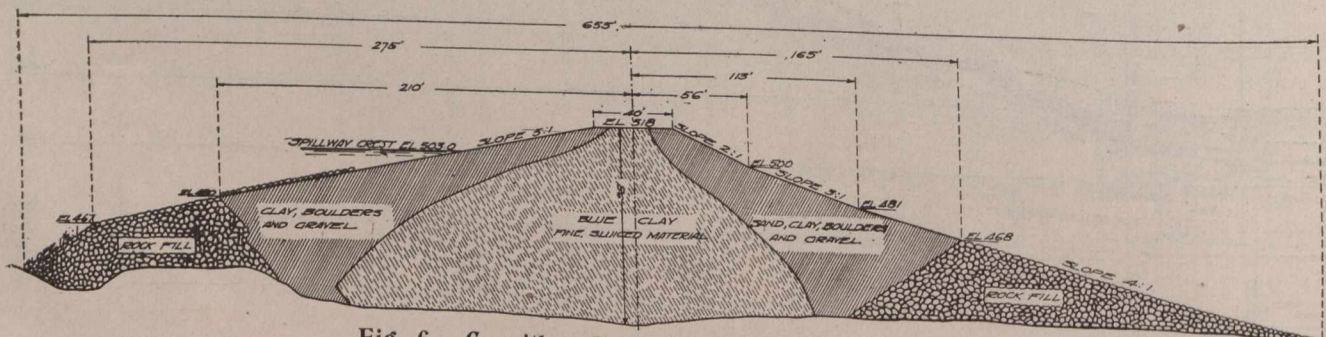 655'
275'
165'
113'
210'
56'
40'
EL 518
SPILLWAY CREST EL 503.0
SLOPE 5:1
SLOPE 2:1
EL 500
SLOPE 3:1
EL 467
EL 481
CLAY, BOULDERS
AND GRAVEL
BLUE CLAY
FINE SLUICED MATERIAL
SAND, CLAY, BOULDERS
AND GRAVEL
EL 468
ROCK FILL
SLOPE 4:1
ROCK FILL
Fig. 6.